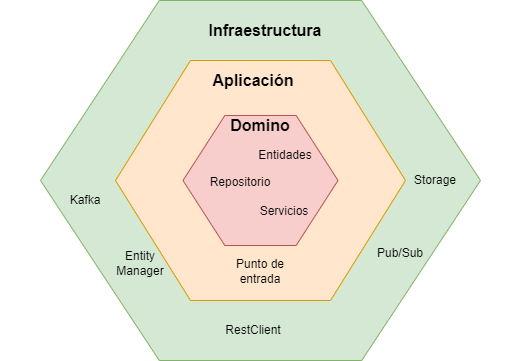 Infraestructura
Aplicación
Domino
Entidades
Repositorio
Servicios
Storage
Kafka
Pub/Sub
Entity
Manager
Punto de
entrada
RestClient